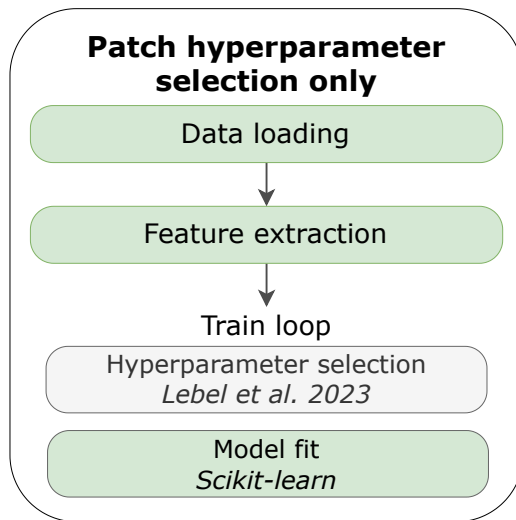 Patch hyperparameter
selection only
Data loading
Feature extraction
Train loop
Hyperparameter selection
Lebel et al. 2023
Model fit
Scikit-learn